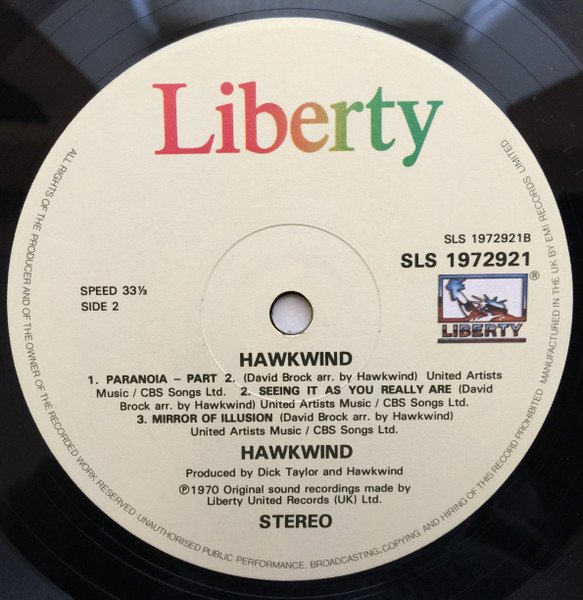 Liberty
SLS 1972921B
SLS 1972921
SPEED 33⅓
SIDE 2
®
LIBERTY
HAWKWIND
1. PARANOIA – PART 2. (David Brock arr. by Hawkwind) United Artists
Music / CBS Songs Ltd. 2. SEEING IT AS YOU REALLY ARE (David
Brock arr. by Hawkwind) United Artists Music / CBS Songs Ltd.
3. MIRROR OF ILLUSION (David Brock arr. by Hawkwind)
United Artists Music / CBS Songs Ltd.
HAWKWIND
Produced by Dick Taylor and Hawkwind
℗1970 Original sound recordings made by
Liberty United Records (UK) Ltd.
STEREO
ALL RIGHTS OF THE PRODUCER AND OF THE OWNER OF THE RECORDED WORK RESERVED. UNAUTHORISED PUBLIC PERFORMANCE, BROADCASTING, COPYING AND HIRING OF THIS RECORD PROHIBITED. MANUFACTURED IN THE UK BY EMI RECORDS LIMITED